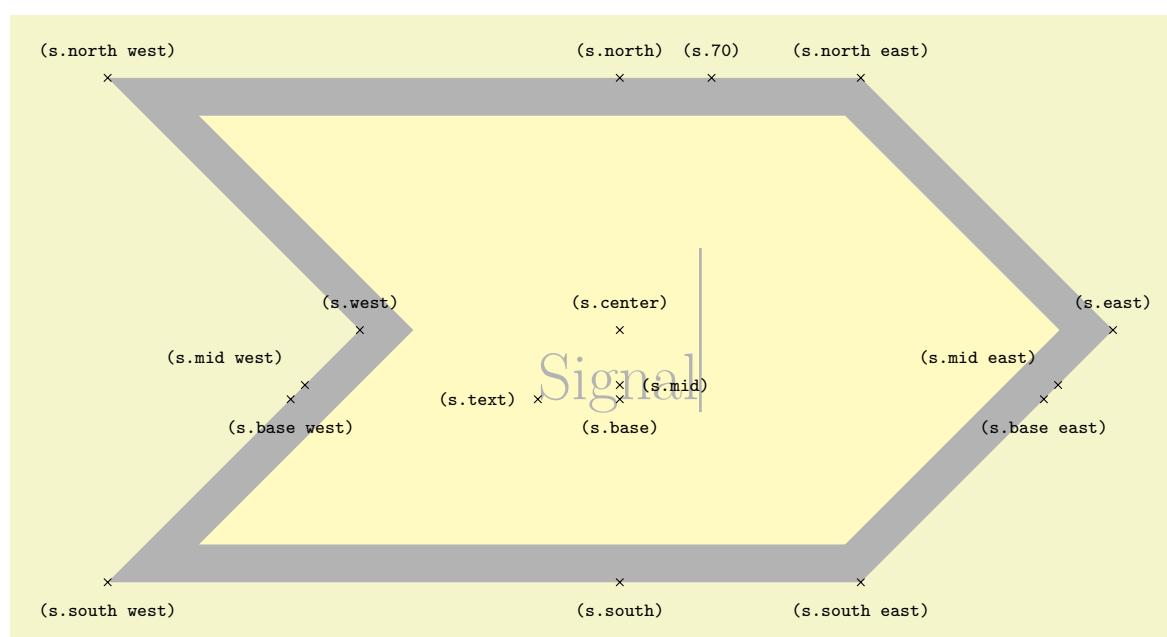 (s.north west) (s.north) (s.70) (s.north east)
(s.west) (s.center) (s.east)
(s.mid west) (s.mid east)
Signal
(s.mid)
(s.text)
(s.base west) (s.base) (s.base east)
(s.south west) (s.south) (s.south east)